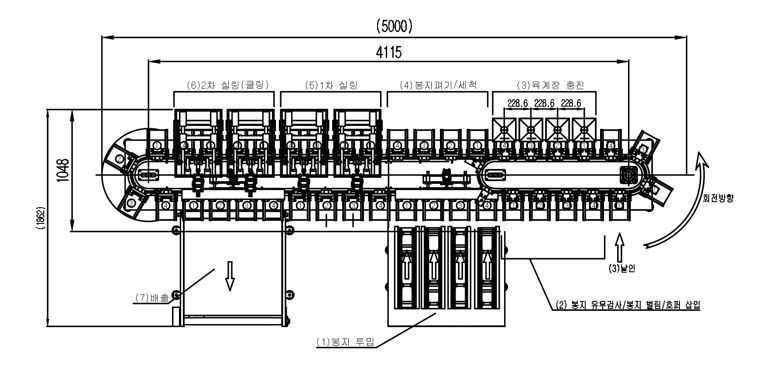 (5000)
4115
(6)2차 실링(쿨링)
(5)1차 실링
(4)봉지펴기/세척
(3)육계장 충진
228.6
228.6
228.6
1048
(1862)
회전방향
(3)날인
(7)배출
(2) 봉지 유무검사/봉지 벌림/호퍼 삽입
(1)봉지 투입